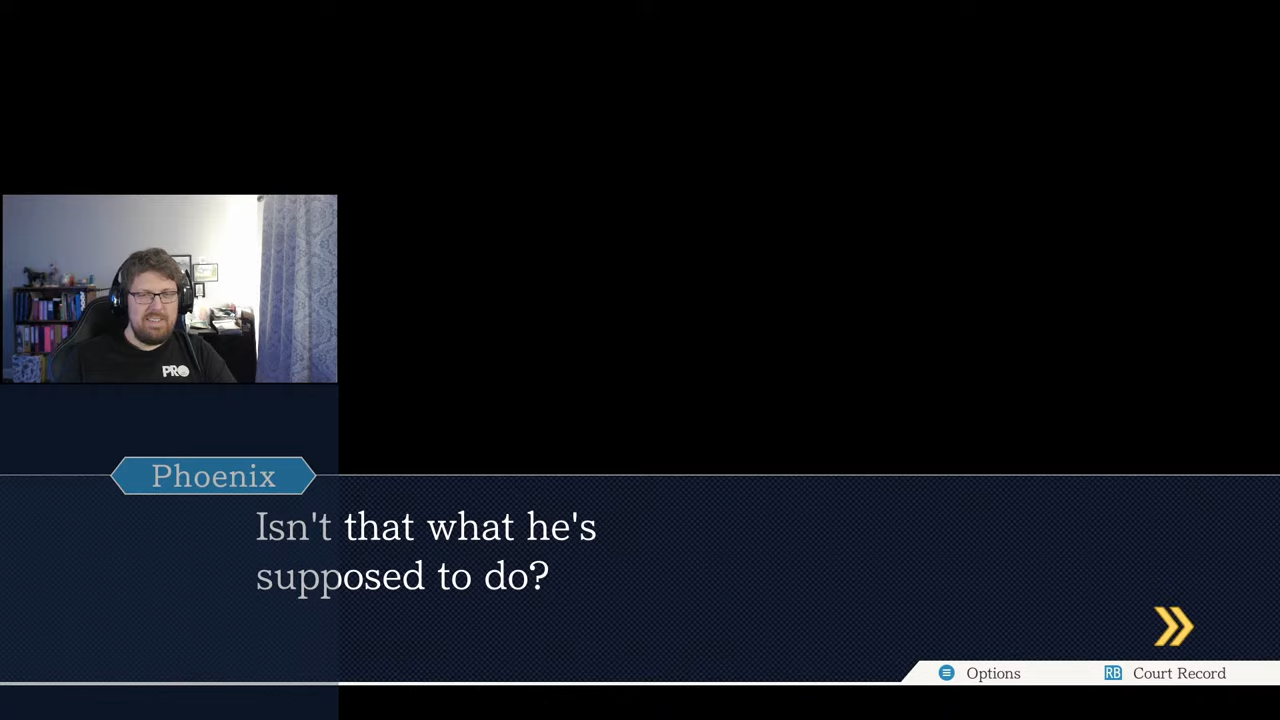 PRO
Phoenix
Isn't that what he's
supposed to do?
Options
RB Court Record